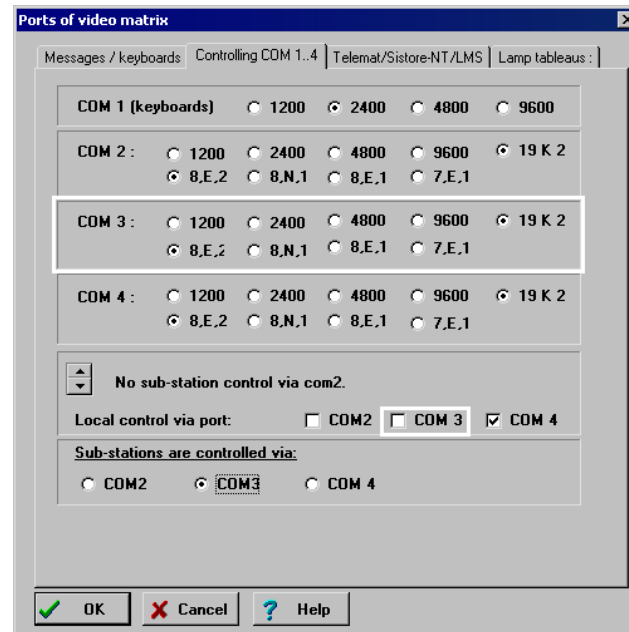 Ports of video matrix
Messages / keyboards Controlling COM 1..4 Telemat/Sistore-NT/LMS Lamp tableaus :
COM 1 (keyboards) 1200 2400 4800 9600
COM 2 : 1200 2400 4800 9600 19 K 2
8,E,2 8,N,1 8,E,1 7,E,1
COM 3 : 1200 2400 4800 9600 19 K 2
8,E,2 8,N,1 8,E,1 7,E,1
COM 4 : 1200 2400 4800 9600 19 K 2
8,E,2 8,N,1 8,E,1 7,E,1
No sub-station control via com2.
Local control via port: COM2 COM 3 COM 4
Sub-stations are controlled via:
COM2 COM3 COM 4
OK Cancel ? Help